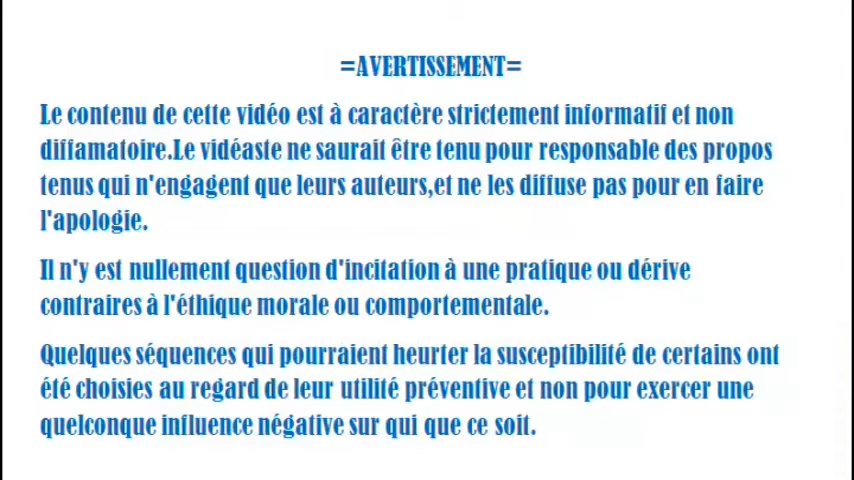 =AVERTISSEMENT=
Le contenu de cette vidéo est à caractère strictement informatif et non
diffamatoire.Le vidéaste ne saurait être tenu pour responsable des propos
tenus qui n'engagent que leurs auteurs,et ne les diffuse pas pour en faire
l'apologie.
Il n'y est nullement question d'incitation à une pratique ou dérive
contraires à l'éthique morale ou comportementale.
Quelques séquences qui pourraient heurter la susceptibilité de certains ont
été choisies au regard de leur utilité préventive et non pour exercer une
quelconque influence négative sur qui que ce soit.